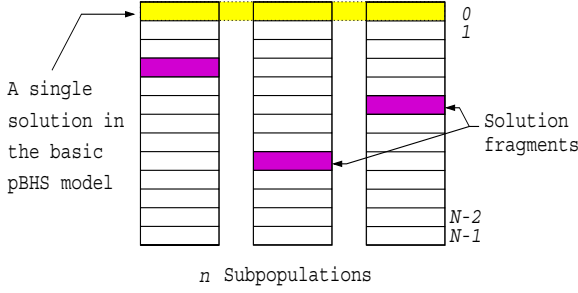 0
1
A single
solution in
the basic
pBHS model
Solution
fragments
N-2
N-1
n Subpopulations